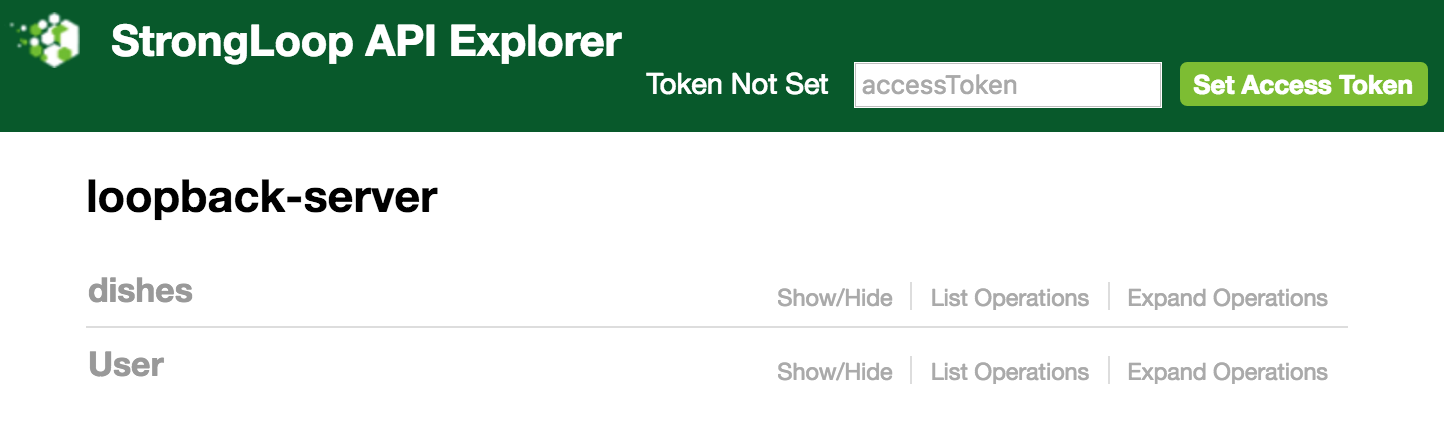 StrongLoop API Explorer
Token Not Set accessToken Set Access Token
loopback-server
dishes Show/Hide List Operations Expand Operations
User Show/Hide List Operations Expand Operations